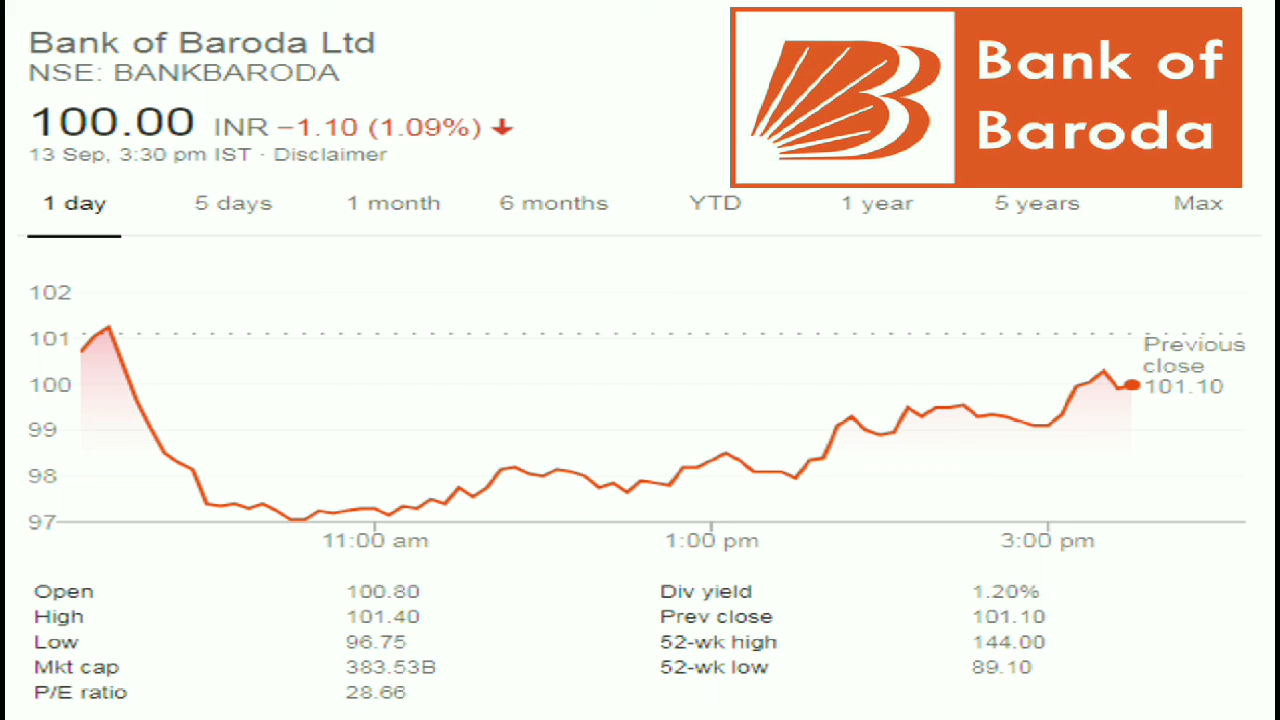 Bank of Baroda Ltd
NSE: BANKBARODA
100.00 INR −1.10 (1.09%) ↓
13 Sep, 3:30 pm IST · Disclaimer
Bank of
Baroda
1 day 5 days 1 month 6 months YTD 1 year 5 years Max
102
101
100
99
98
97
Previous
close
101.10
11:00 am 1:00 pm 3:00 pm
Open 100.80 Div yield 1.20%
High 101.40 Prev close 101.10
Low 96.75 52-wk high 144.00
Mkt cap 383.53B 52-wk low 89.10
P/E ratio 28.66